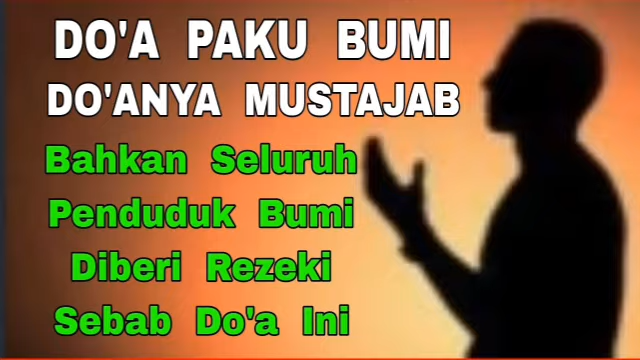 DO'A PAKU BUMI
DO'ANYA MUSTAJAB
Bahkan Seluruh
Penduduk Bumi
Diberi Rezeki
Sebab Do'a Ini